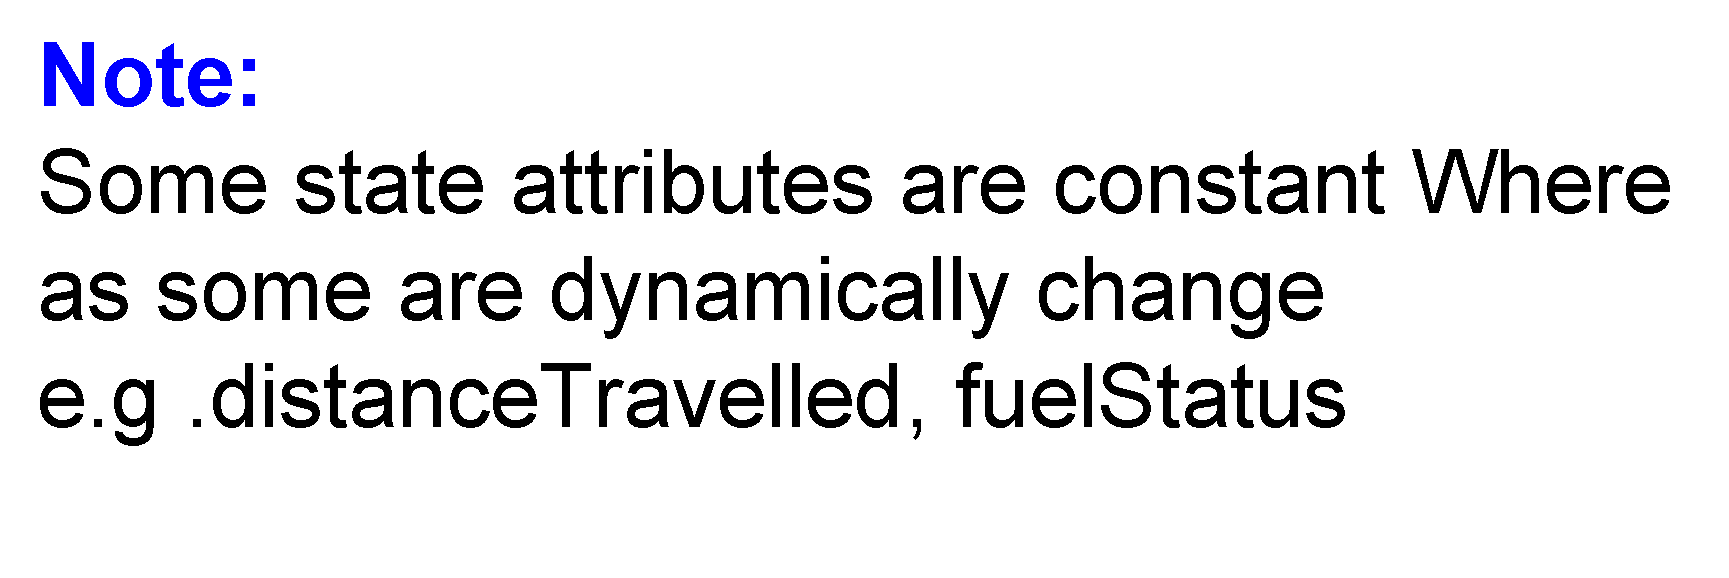 Note:
Some state attributes are constant Where
as some are dynamically change
e.g .distanceTravelled, fuelStatus